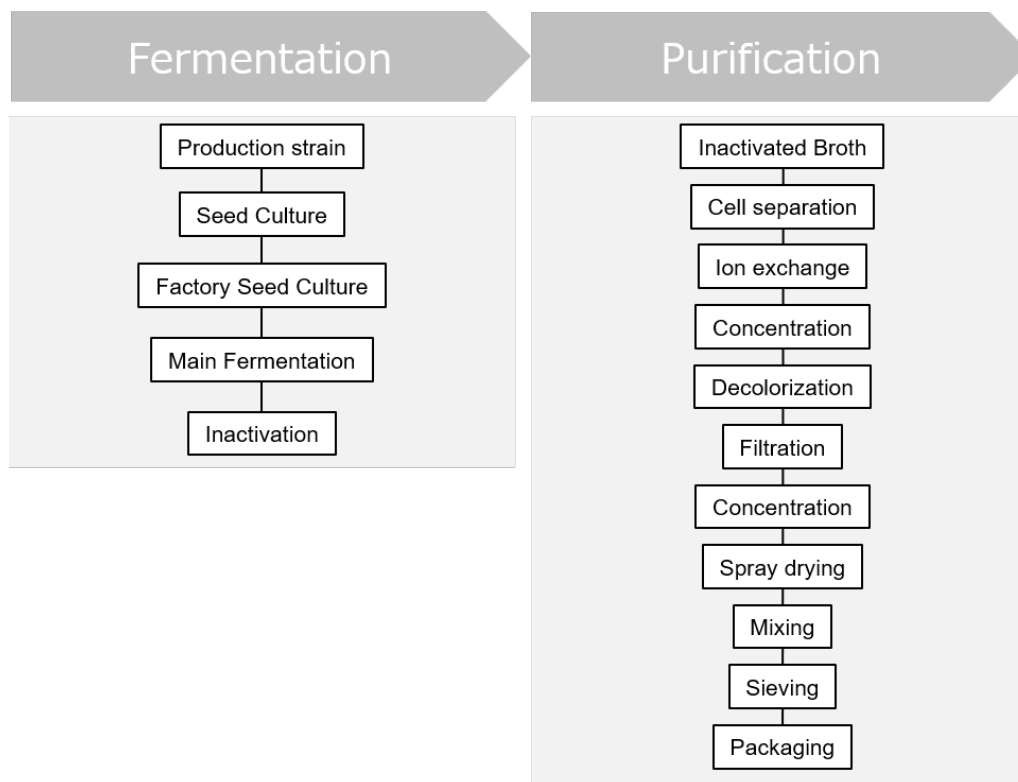 Fermentation
Production strain
Seed Culture
Factory Seed Culture
Main Fermentation
Inactivation
Purification
Inactivated Broth
Cell separation
Ion exchange
Concentration
Decolorization
Filtration
Concentration
Spray drying
Mixing
Sieving
Packaging